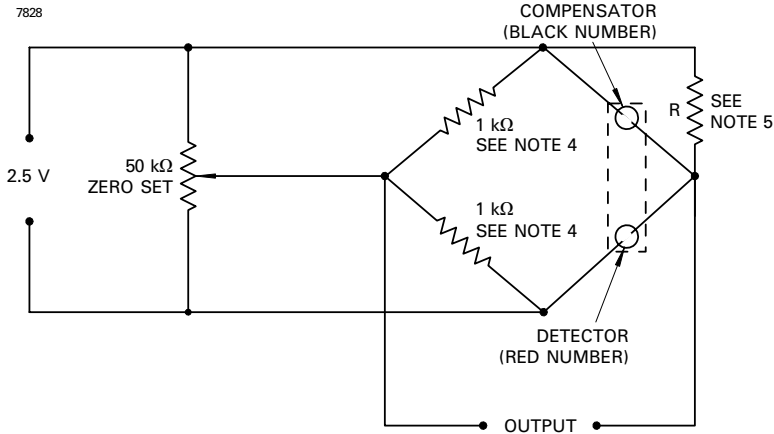 7828
COMPENSATOR
(BLACK NUMBER)
1 kΩ
SEE NOTE 4
R
SEE
NOTE 5
2.5 V
50 kΩ
ZERO SET
1 kΩ
SEE NOTE 4
DETECTOR
(RED NUMBER)
OUTPUT